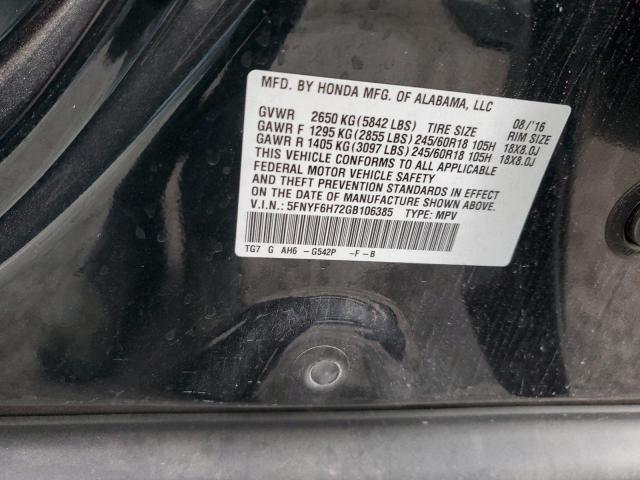 MFD. BY HONDA MFG. OF ALABAMA, LLC 08/'16
GVWR 2650 KG (5842 LBS) TIRE SIZE RIM SIZE
GAWR F 1295 KG (2855 LBS) 245/60R18 105H 18X8.0J
GAWR R 1405 KG (3097 LBS) 245/60R18 105H 18X8.0J
THIS VEHICLE CONFORMS TO ALL APPLICABLE
FEDERAL MOTOR VEHICLE SAFETY
AND THEFT PREVENTION STANDARDS IN EFFECT
ON THE DATE OF MANUFACTURE SHOWN ABOVE.
V.I.N.: 5FNYF6H72GB106385 TYPE: MPV
TG7 G AH6 - G542P -F-B